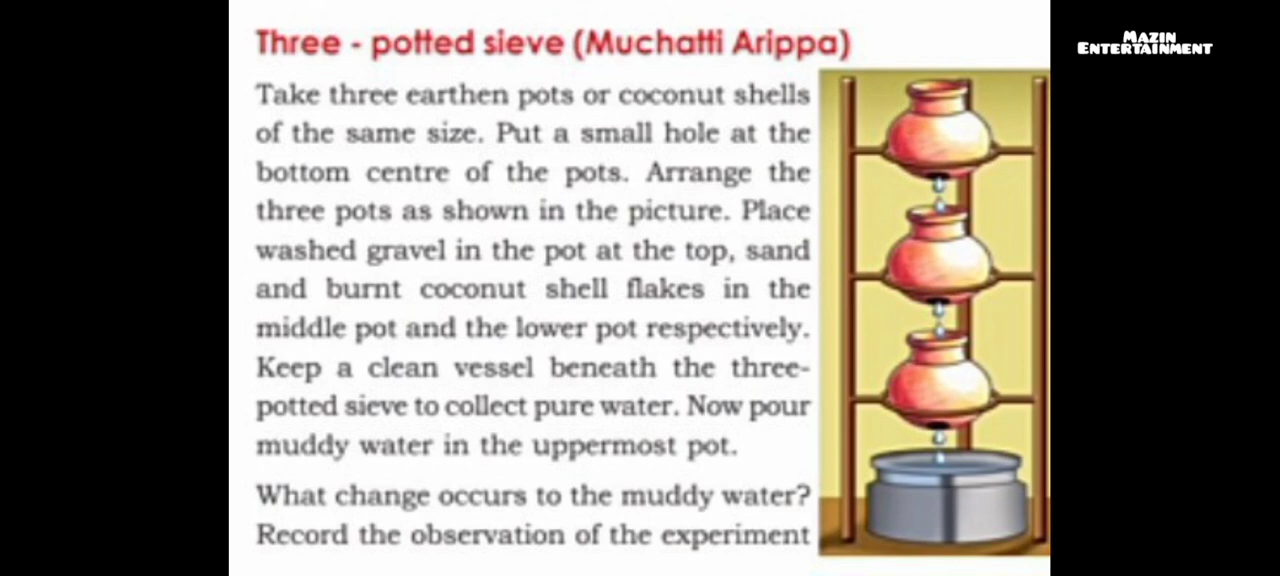 Three - potted sieve (Muchatti Arippa)
MAZIN
ENTERTAINMENT
Take three earthen pots or coconut shells
of the same size. Put a small hole at the
bottom centre of the pots. Arrange the
three pots as shown in the picture. Place
washed gravel in the pot at the top, sand
and burnt coconut shell flakes in the
middle pot and the lower pot respectively.
Keep a clean vessel beneath the three-
potted sieve to collect pure water. Now pour
muddy water in the uppermost pot.
What change occurs to the muddy water?
Record the observation of the experiment